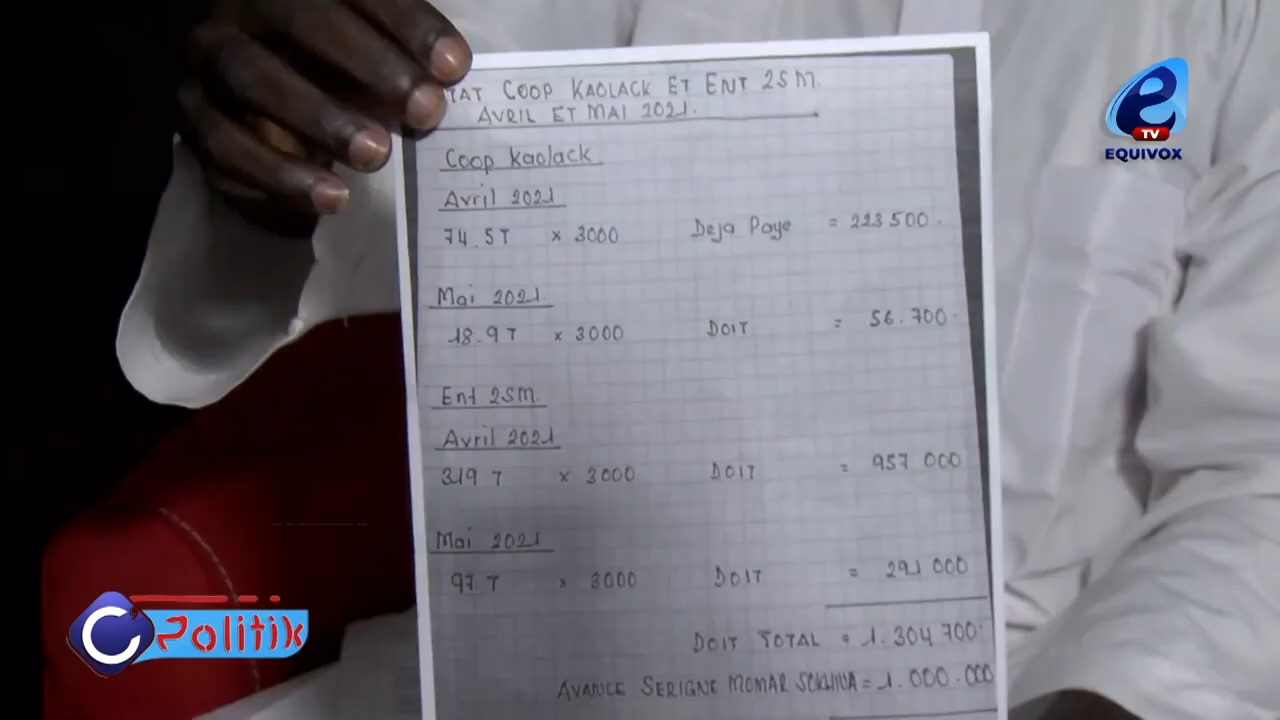 TAT COOP KAOLACK ET ENT 2SM.
AVRIL ET MAI 2021.
Coop Kaolack
Avril 2021
74.5T x 3000 Deja Paye = 223 500.
Mai 2021.
18.9 T x 3000 DOIT = 56.700.
Ent 2SM.
Avril 2021
319 T x 3000 DOIT = 957 000
Mai 2021
97 T x 3000 DOIT = 291 000
DOIT TOTAL = 1.304 700.
AVANCE SERIGNE MOMAR SOKHNA = 1.000.000
e
TV
EQUIVOX
C Politik